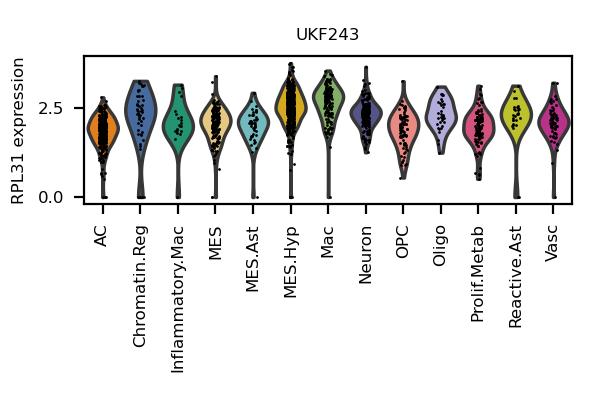 UKF243
RPL31 expression
2.5
0.0
AC
Chromatin.Reg
Inflammatory.Mac
MES
MES.Ast
MES.Hyp
Mac
Neuron
OPC
Oligo
Prolif.Metab
Reactive.Ast
Vasc